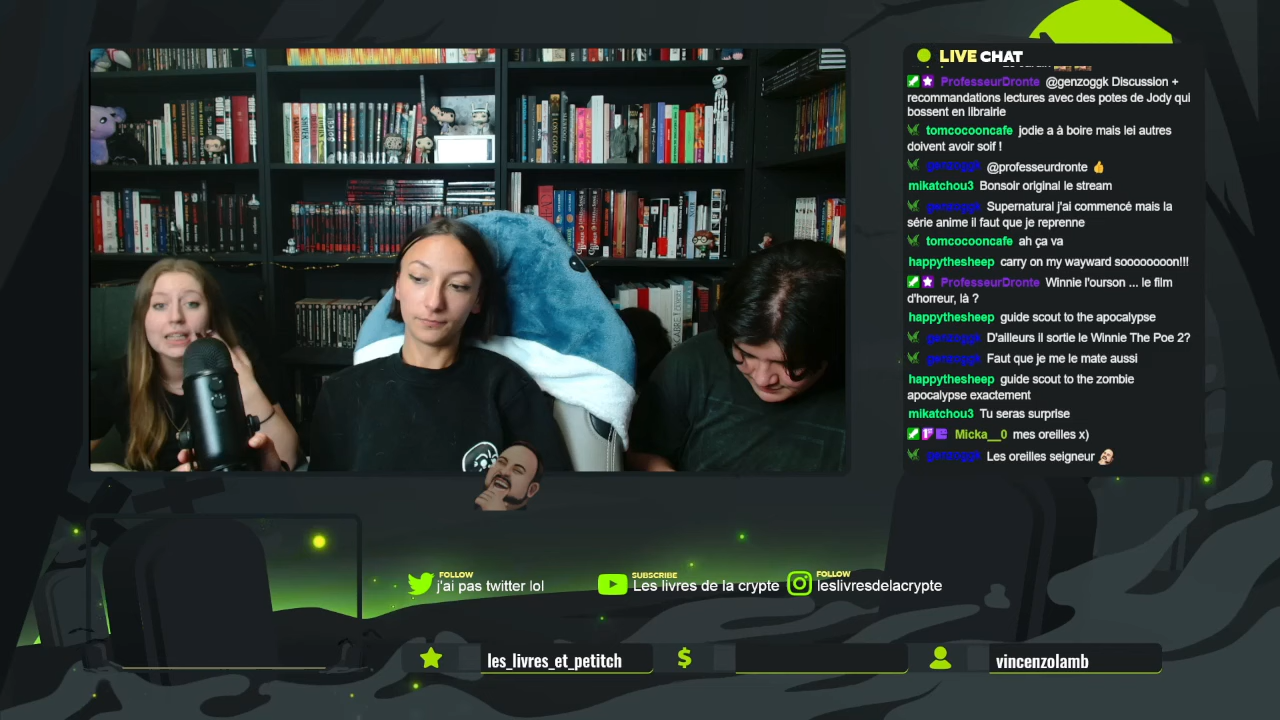 LIVE CHAT
ProfesseurDronte @genzoggk Discussion +
recommandations lectures avec des potes de Jody qui
bossent en librairie
tomcocooncafe jodie a à boire mais lei autres
doivent avoir soif !
genzoggk @professeurdronte 👍
mikatchou3 Bonsoir original le stream
genzoggk Supernatural j'ai commencé mais la
série anime il faut que je reprenne
tomcocooncafe ah ça va
happythesheep carry on my wayward soooooooon!!!
ProfesseurDronte Winnie l'ourson ... le film
d'horreur, là ?
happythesheep guide scout to the apocalypse
genzoggk D'ailleurs il sortie le Winnie The Poe 2?
genzoggk Faut que je me le mate aussi
happythesheep guide scout to the zombie
apocalypse exactement
mikatchou3 Tu seras surprise
Micka__0 mes oreilles x)
genzoggk Les oreilles seigneur
FOLLOW
j'ai pas twitter lol
SUBSCRIBE
Les livres de la crypte
FOLLOW
leslivresdelacrypte
les_livres_et_petitch
$
vincenzolamb